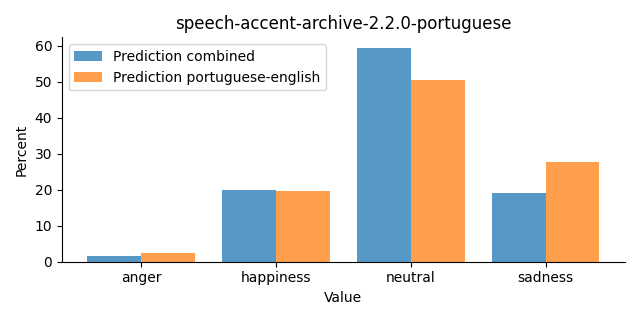 speech-accent-archive-2.2.0-portuguese
Prediction combined
Prediction portuguese-english
60
50
40
30
20
10
0
Percent
anger happiness neutral sadness
Value